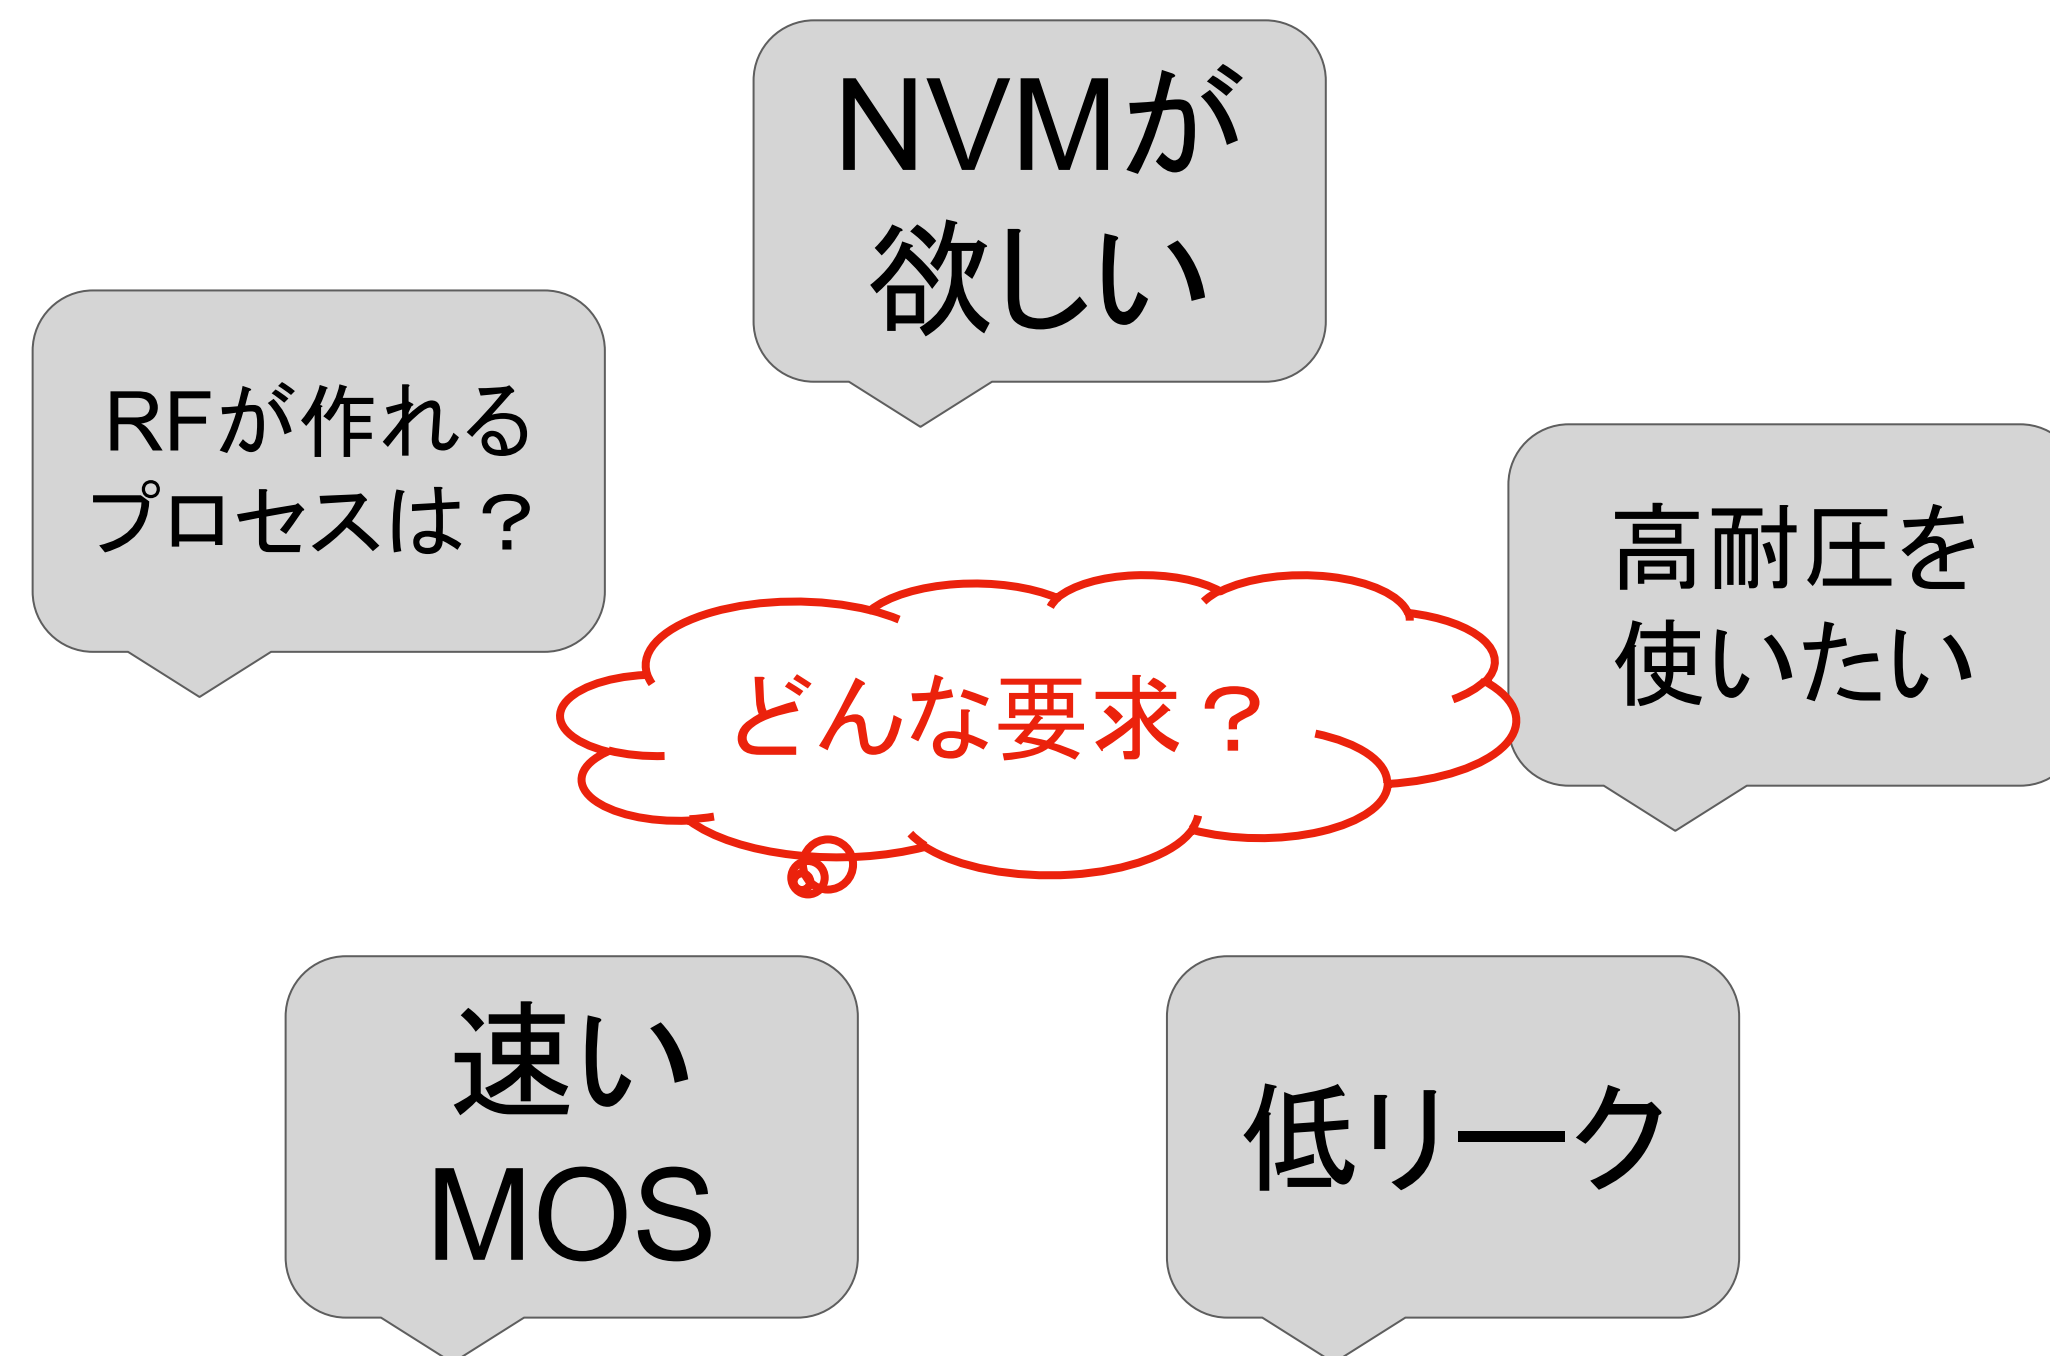 NVMが
欲しい
RFが作れる
プロセスは？
高耐圧を
使いたい
どんな要求？
速い
MOS
低リーク